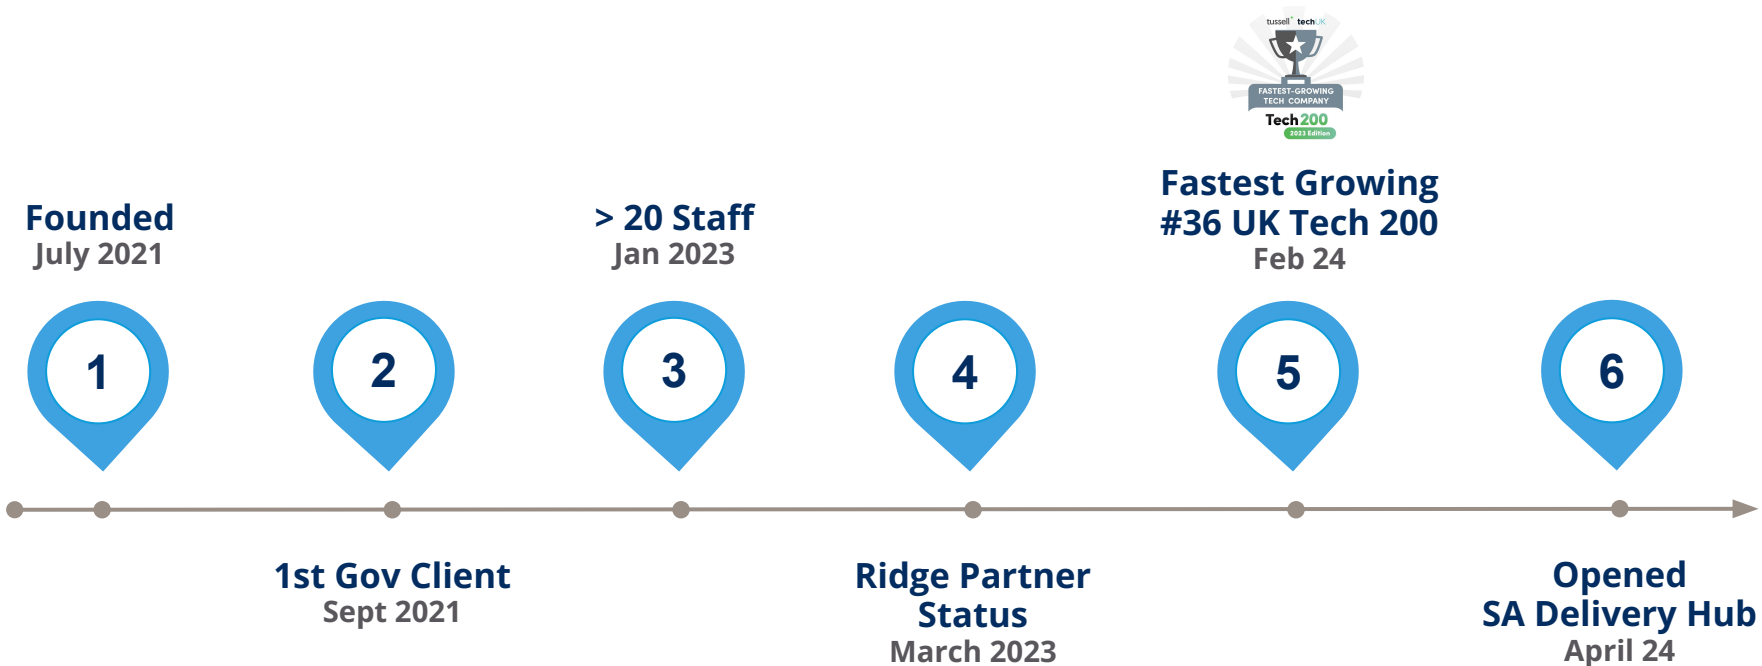 tussell techUK
FASTEST-GROWING
TECH COMPANY
Tech 200
2023 Edition
Founded
July 2021
> 20 Staff
Jan 2023
Fastest Growing
#36 UK Tech 200
Feb 24
1
2
3
4
5
6
1st Gov Client
Sept 2021
Ridge Partner
Status
March 2023
Opened
SA Delivery Hub
April 24